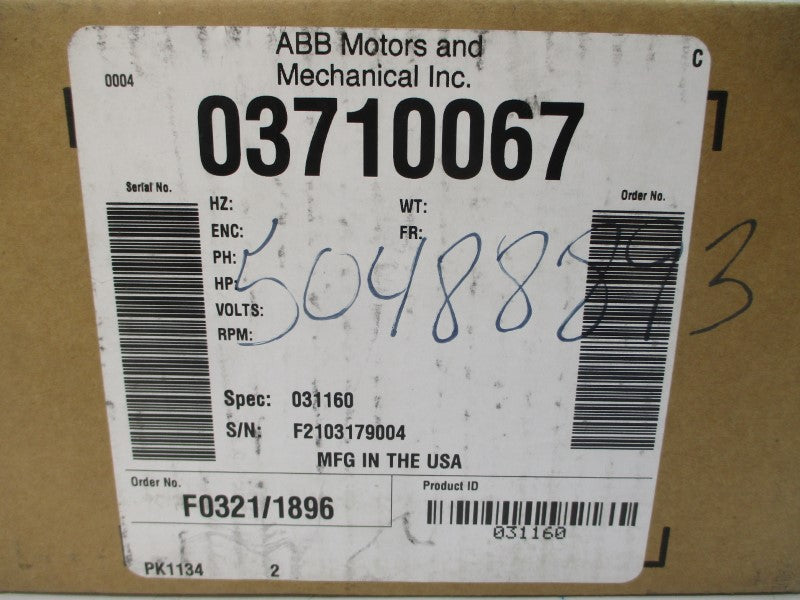 ABB Motors and
Mechanical Inc.
0004
C
03710067
Serial No.
Order No.
HZ:
WT:
ENC:
FR:
PH:
HP:
VOLTS:
RPM:
50488893
Spec: 031160
S/N: F2103179004
MFG IN THE USA
Order No.
F0321/1896
Product ID
031160
PK1134 2